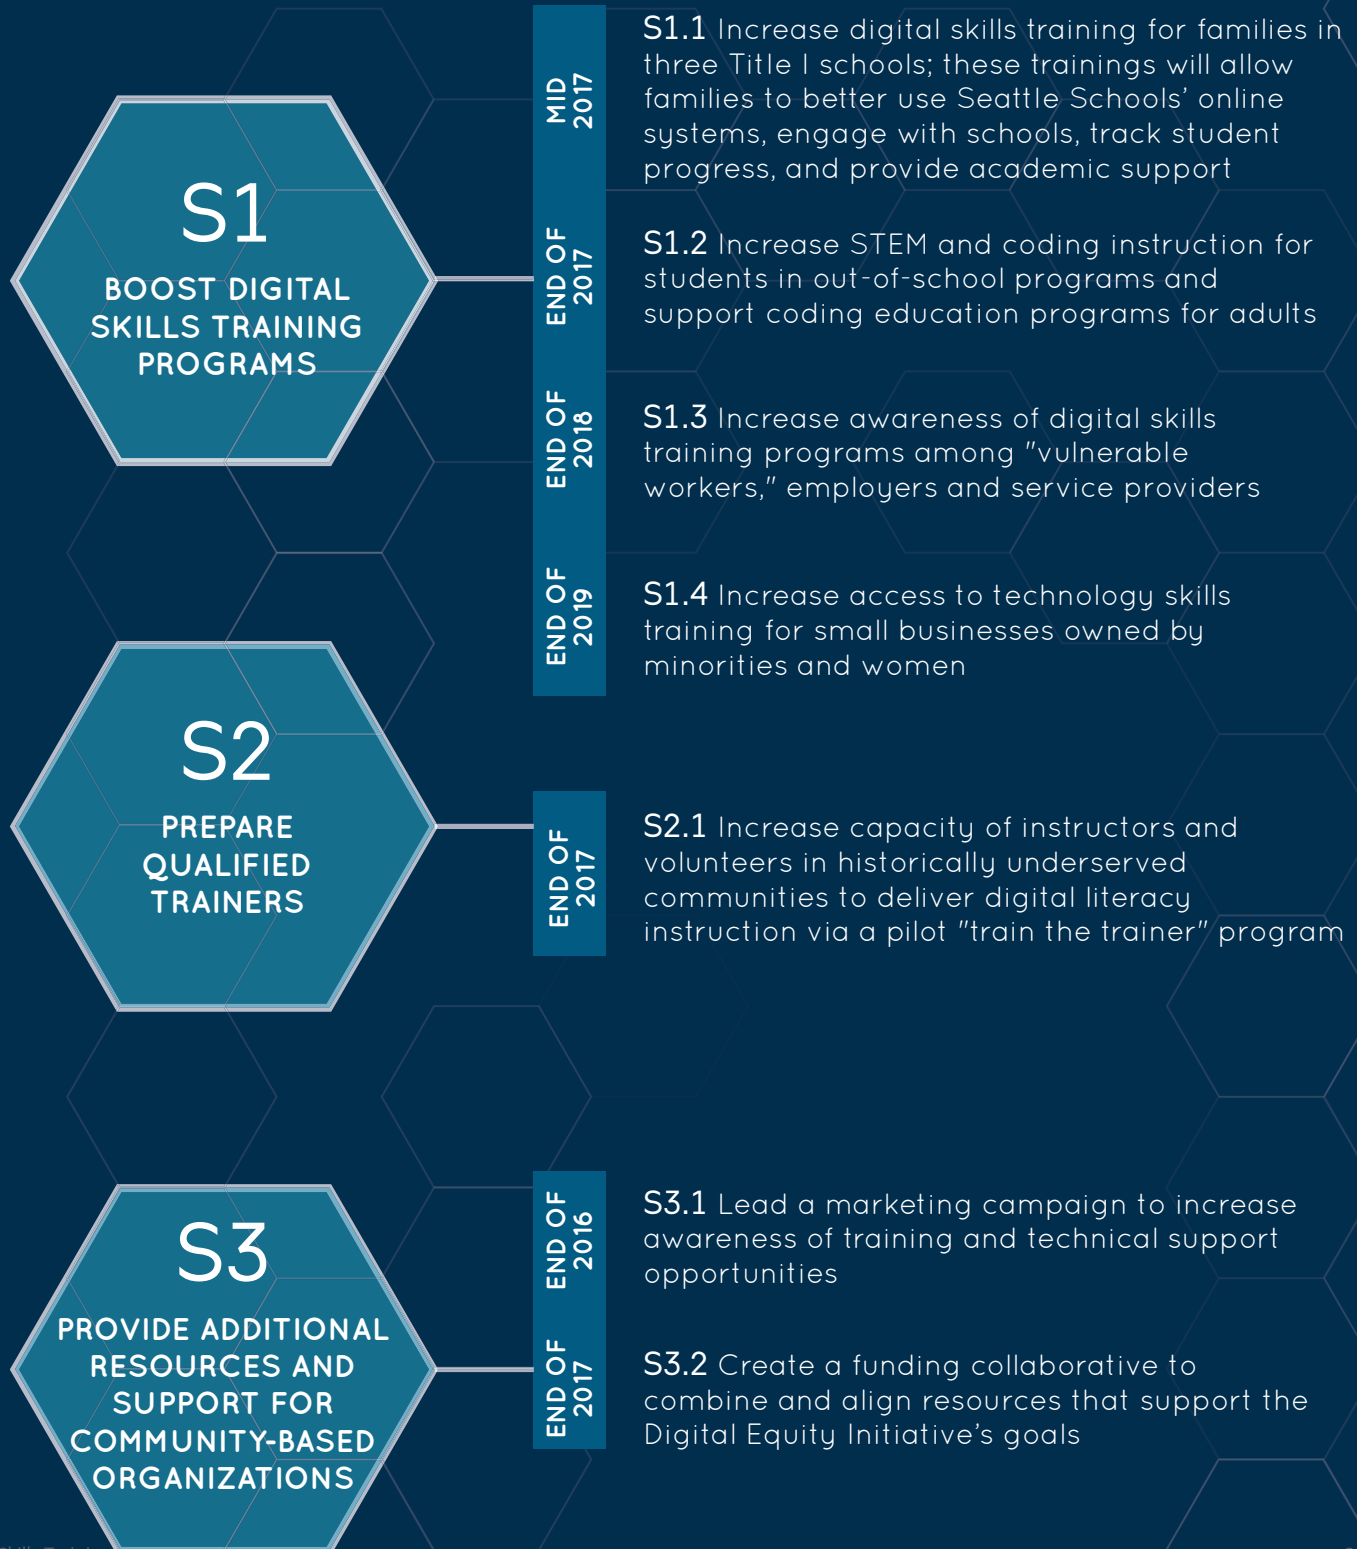 S1
BOOST DIGITAL
SKILLS TRAINING
PROGRAMS
MID
2017
S1.1 Increase digital skills training for families in
three Title I schools; these trainings will allow
families to better use Seattle Schools’ online
systems, engage with schools, track student
progress, and provide academic support
END OF
2017
S1.2 Increase STEM and coding instruction for
students in out-of-school programs and
support coding education programs for adults
END OF
2018
S1.3 Increase awareness of digital skills
training programs among "vulnerable
workers," employers and service providers
END OF
2019
S1.4 Increase access to technology skills
training for small businesses owned by
minorities and women
S2
PREPARE
QUALIFIED
TRAINERS
END OF
2017
S2.1 Increase capacity of instructors and
volunteers in historically underserved
communities to deliver digital literacy
instruction via a pilot "train the trainer" program
S3
PROVIDE ADDITIONAL
RESOURCES AND
SUPPORT FOR
COMMUNITY-BASED
ORGANIZATIONS
END OF
2016
S3.1 Lead a marketing campaign to increase
awareness of training and technical support
opportunities
END OF
2017
S3.2 Create a funding collaborative to
combine and align resources that support the
Digital Equity Initiative’s goals